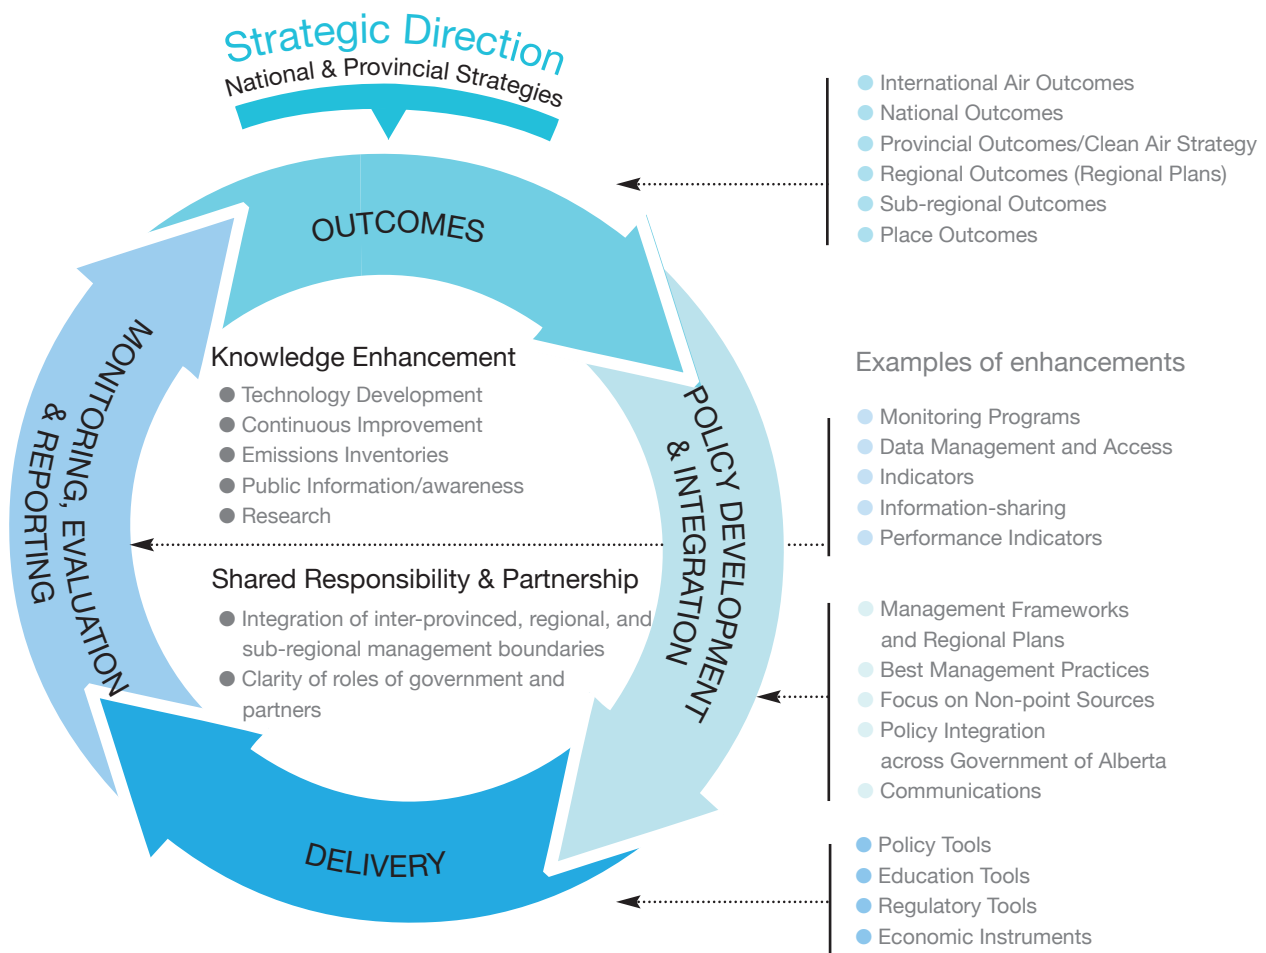 Strategic Direction
National & Provincial Strategies
OUTCOMES
POLICY DEVELOPMENT
& INTEGRATION
DELIVERY
MONITORING, EVALUATION
& REPORTING
Knowledge Enhancement
Technology Development
Continuous Improvement
Emissions Inventories
Public Information/awareness
Research
Shared Responsibility & Partnership
Integration of inter-provinced, regional, and
sub-regional management boundaries
Clarity of roles of government and
partners
International Air Outcomes
National Outcomes
Provincial Outcomes/Clean Air Strategy
Regional Outcomes (Regional Plans)
Sub-regional Outcomes
Place Outcomes
Examples of enhancements
Monitoring Programs
Data Management and Access
Indicators
Information-sharing
Performance Indicators
Management Frameworks
and Regional Plans
Best Management Practices
Focus on Non-point Sources
Policy Integration
across Government of Alberta
Communications
Policy Tools
Education Tools
Regulatory Tools
Economic Instruments